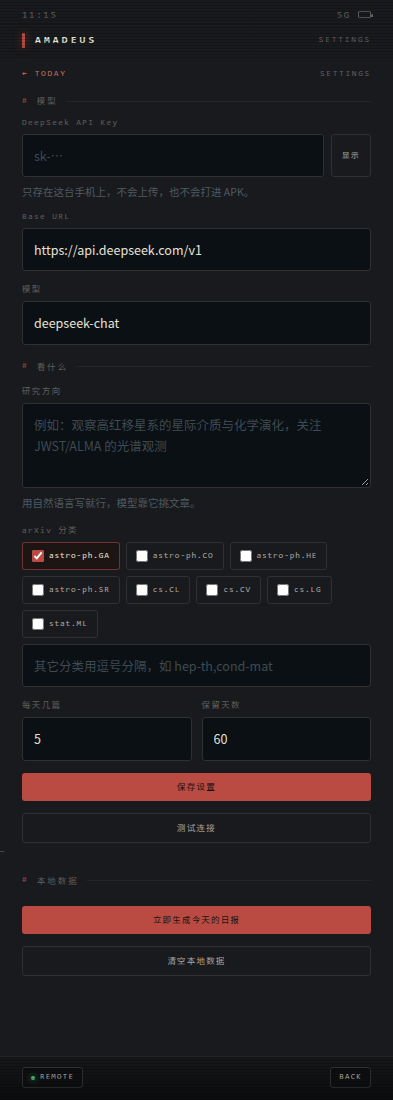 11:15 5G
AMADEUS SETTINGS
← TODAY SETTINGS
# 模型
DeepSeek API Key
sk-··· 显示
只存在这台手机上，不会上传，也不会打进 APK。
Base URL
https://api.deepseek.com/v1
模型
deepseek-chat
# 看什么
研究方向
例如：观察高红移星系的星际介质与化学演化，关注
JWST/ALMA 的光谱观测
用自然语言写就行，模型靠它挑文章。
arXiv 分类
astro-ph.GA astro-ph.CO astro-ph.HE
astro-ph.SR cs.CL cs.CV cs.LG
stat.ML
其它分类用逗号分隔，如 hep-th,cond-mat
每天几篇 保留天数
5 60
保存设置
测试连接
# 本地数据
立即生成今天的日报
清空本地数据
REMOTE BACK